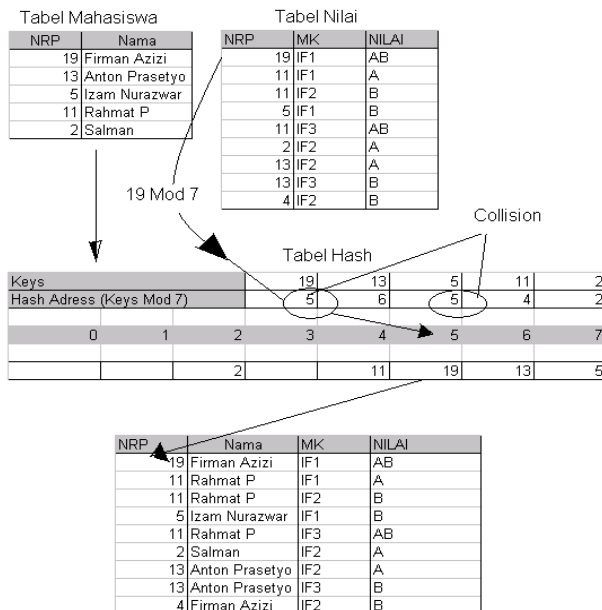 Tabel Mahasiswa
NRP Nama
19 Firman Azizi
13 Anton Prasetyo
5 Izam Nurazwar
11 Rahmat P
2 Salman
Tabel Nilai
NRP MK NILAI
19 IF1 AB
11 IF1 A
11 IF2 B
5 IF1 B
11 IF3 AB
2 IF2 A
13 IF2 A
13 IF3 B
4 IF2 B
19 Mod 7
Collision
Tabel Hash
Keys 19 13 5 11 2
Hash Adress (Keys Mod 7) 5 6 5 4 2
0 1 2 3 4 5 6 7
2 11 19 13 5
NRP Nama MK NILAI
19 Firman Azizi IF1 AB
11 Rahmat P IF1 A
11 Rahmat P IF2 B
5 Izam Nurazwar IF1 B
11 Rahmat P IF3 AB
2 Salman IF2 A
13 Anton Prasetyo IF2 A
13 Anton Prasetyo IF3 B
4 Firman Azizi IF2 B